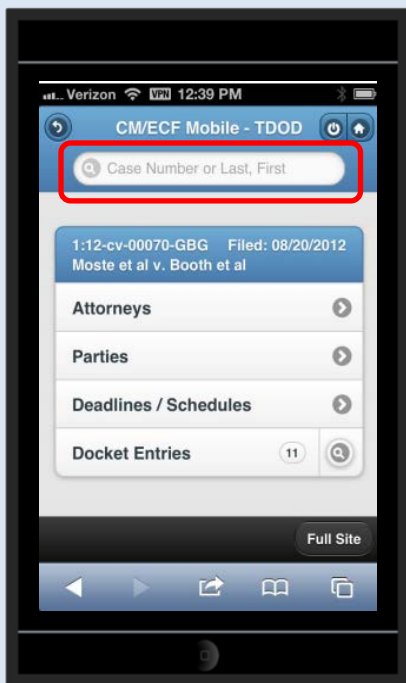 Verizon VPN 12:39 PM
CM/ECF Mobile - TDOD
Case Number or Last, First
1:12-cv-00070-GBG Filed: 08/20/2012
Moste et al v. Booth et al
Attorneys
Parties
Deadlines / Schedules
Docket Entries 11
Full Site